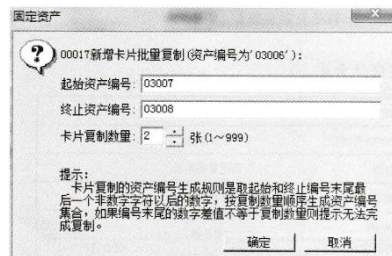 固定资产
00017新增卡片批量复制(资产编号为'03006'):
起始资产编号: 03007
终止资产编号: 03008
卡片复制数量: 2 张(1～999)
提示:
卡片复制的资产编号生成规则是取起始和终止编号末尾最
后一个非数字字符以后的数字，按复制数量顺序生成资产编号
集合，如果编号末尾的数字差值不等于复制数量则提示无法完
成复制。
确定 取消